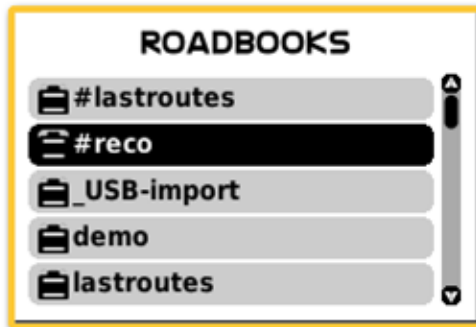 ROADBOOKS
#lastroutes
#reco
_USB-import
demo
lastroutes